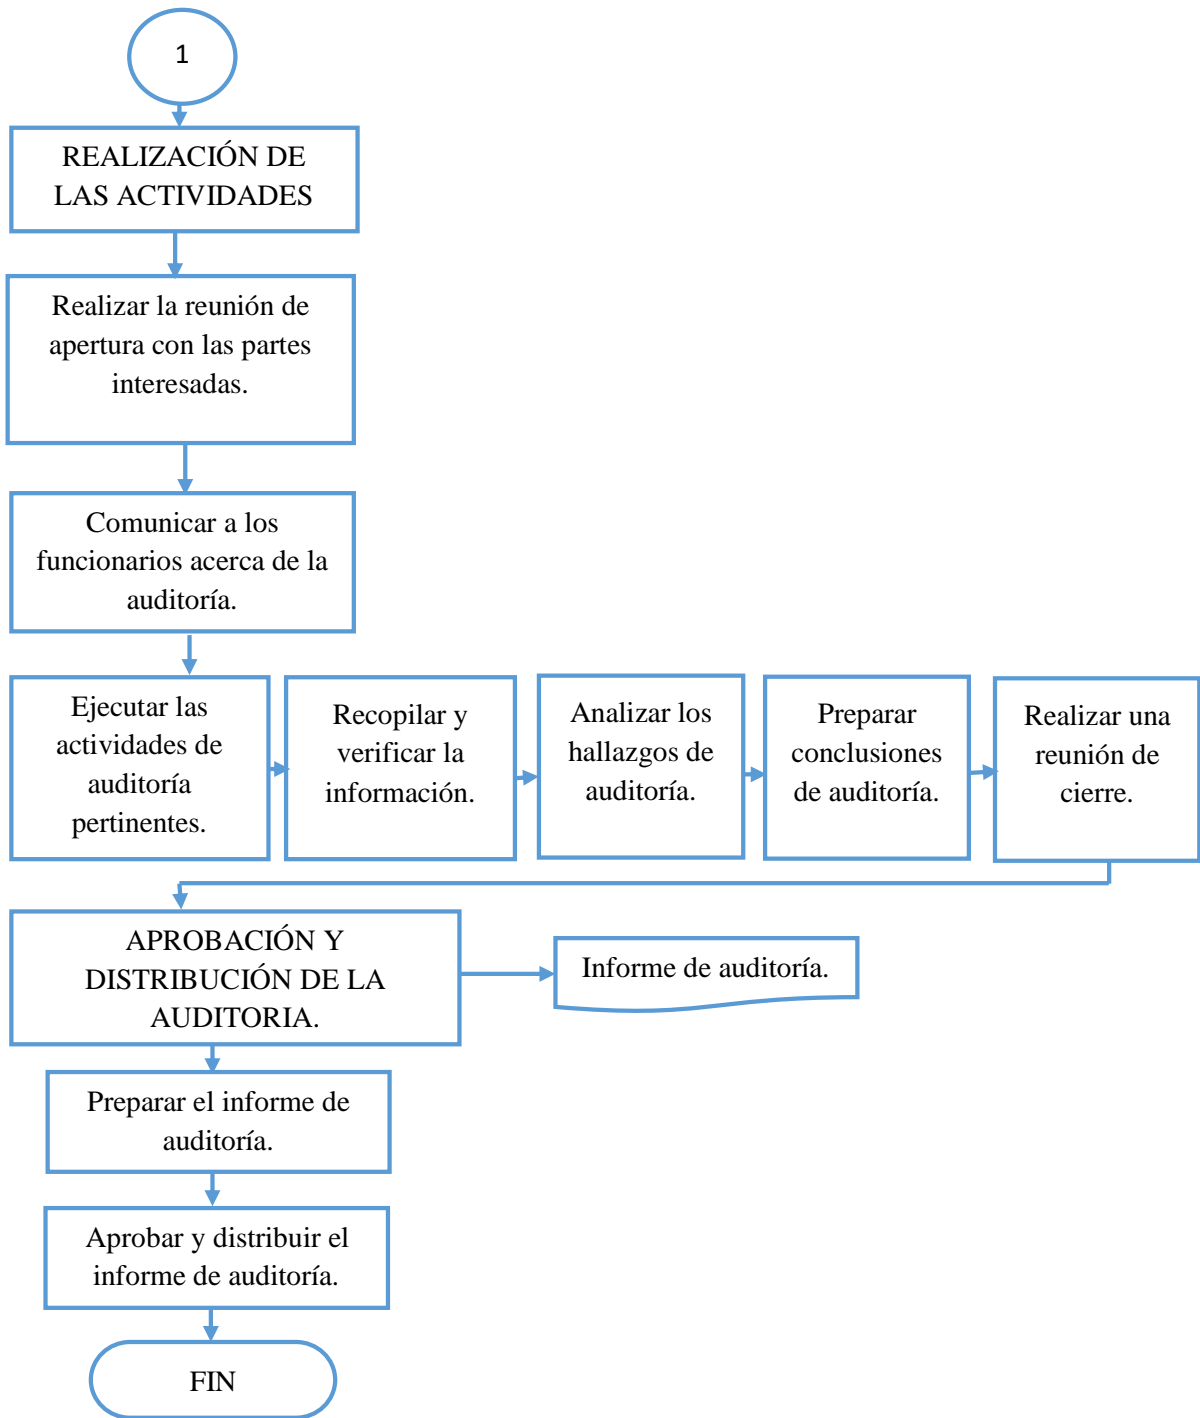 1
REALIZACIÓN DE
LAS ACTIVIDADES
Realizar la reunión de
apertura con las partes
interesadas.
Comunicar a los
funcionarios acerca de la
auditoría.
Ejecutar las
actividades de
auditoría
pertinentes.
Recopilar y
verificar la
información.
Analizar los
hallazgos de
auditoría.
Preparar
conclusiones
de auditoría.
Realizar una
reunión de
cierre.
APROBACIÓN Y
DISTRIBUCIÓN DE LA
AUDITORIA.
Informe de auditoría.
Preparar el informe de
auditoría.
Aprobar y distribuir el
informe de auditoría.
FIN